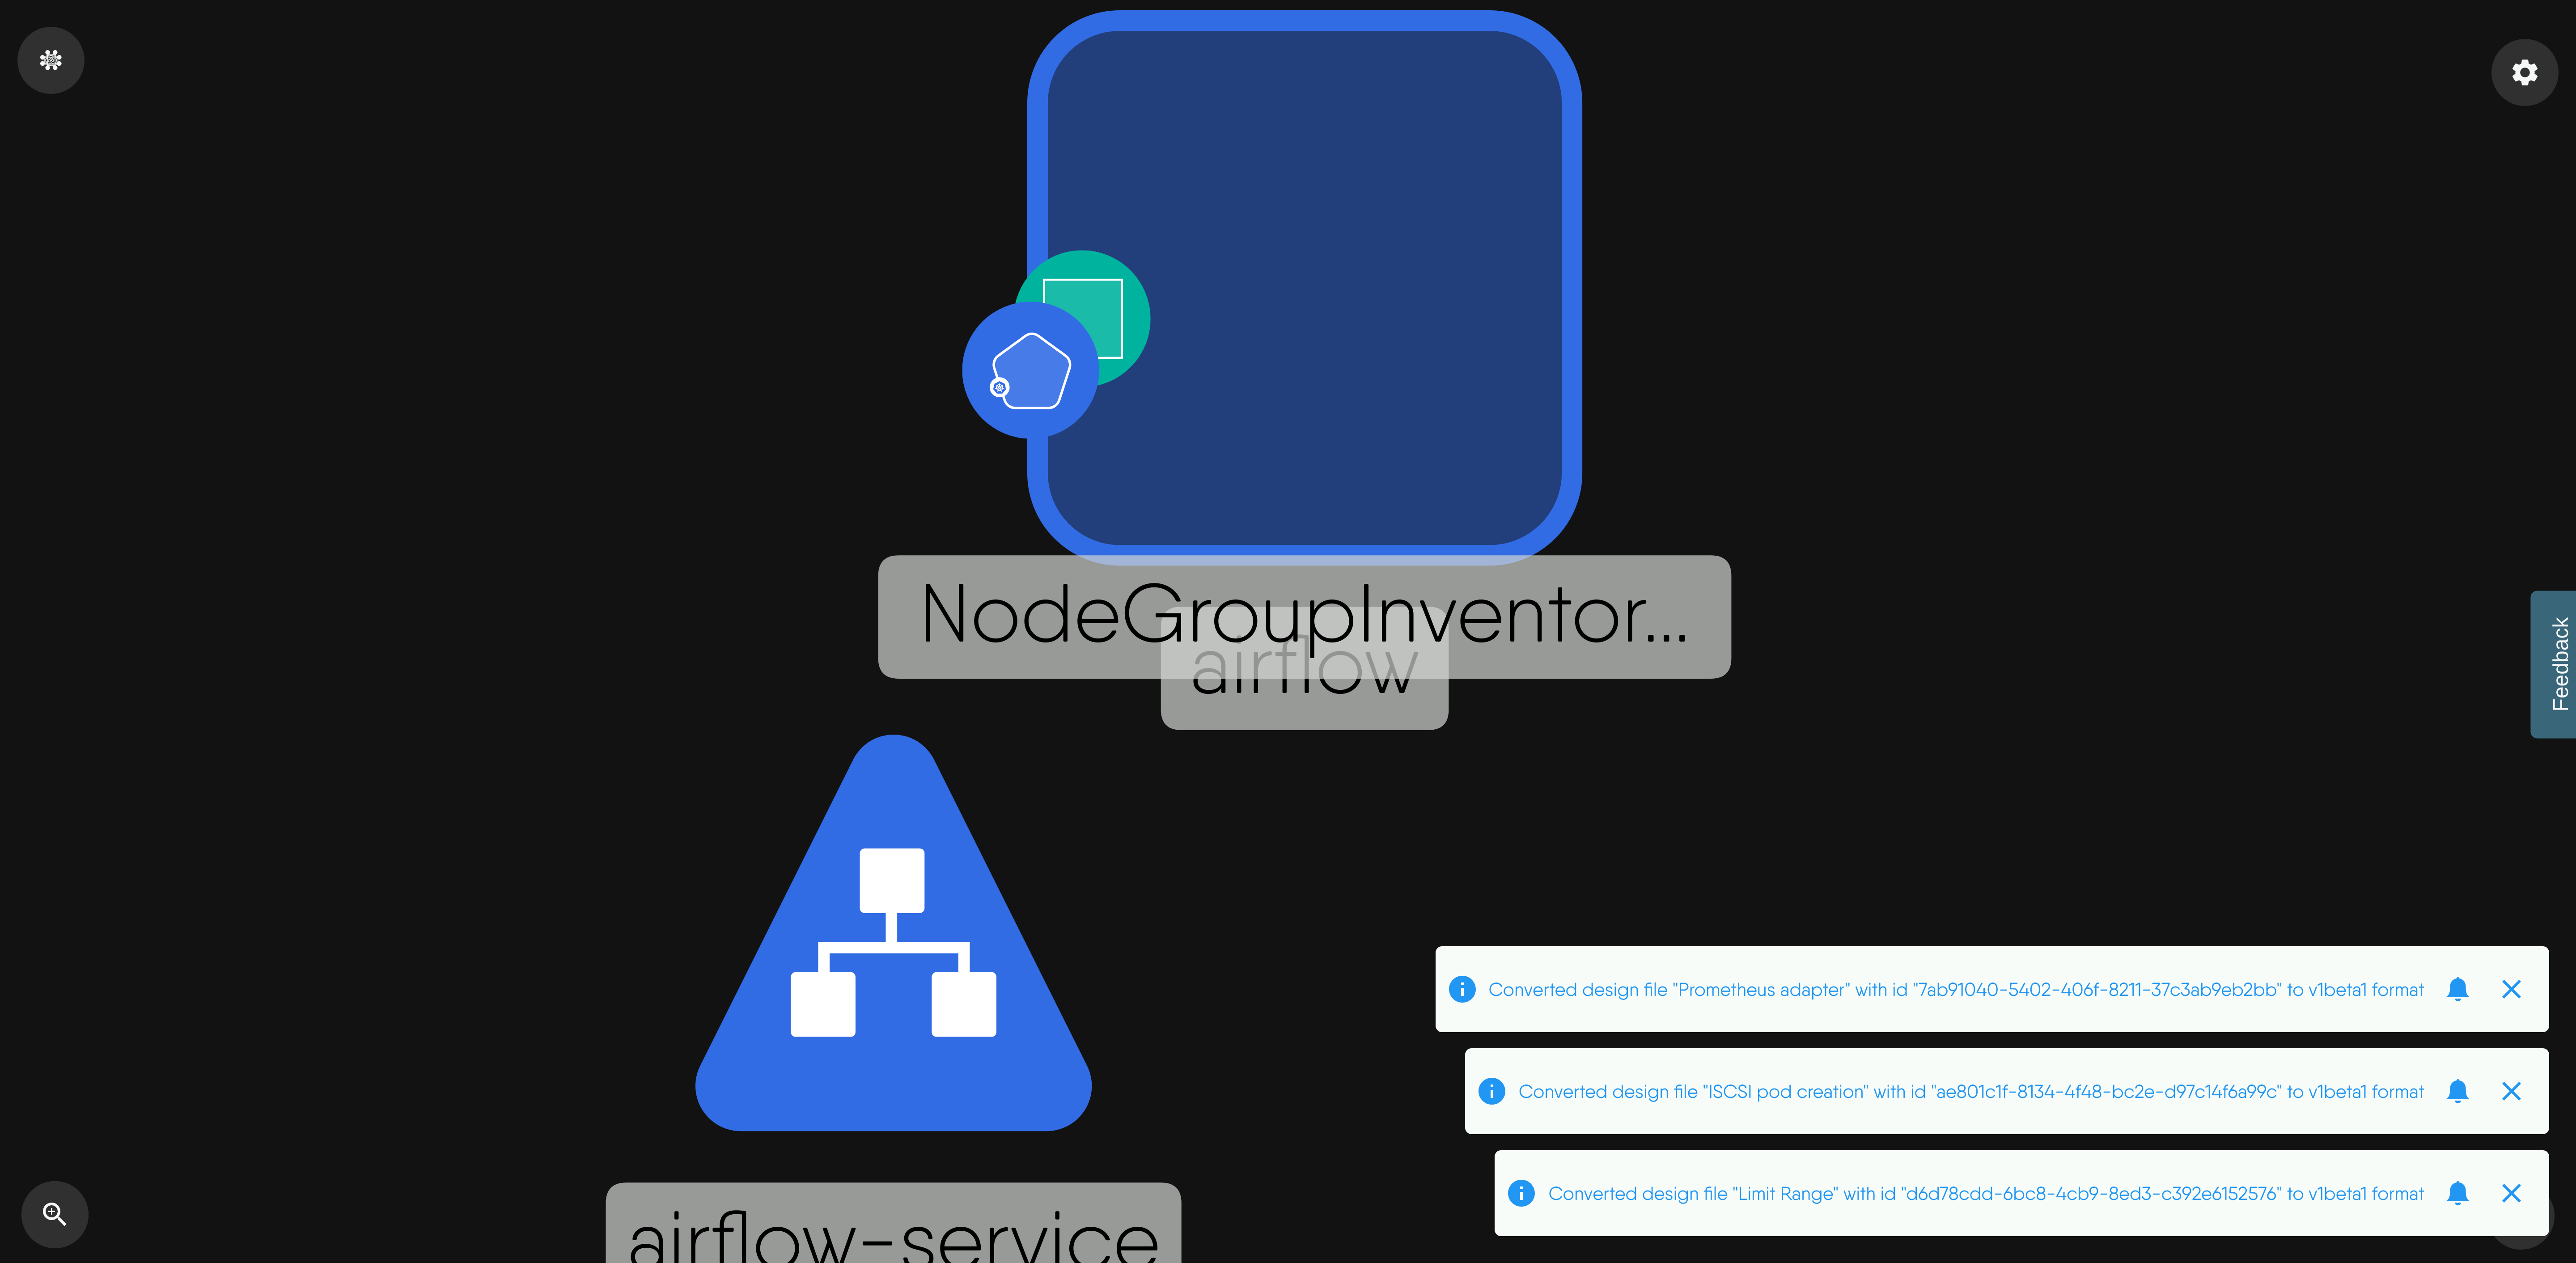 NodeGroupInventor...
airflow
Feedback
Converted design file "Prometheus adapter" with id "7ab91040-5402-406f-8211-37c3ab9eb2bb" to v1beta1 format
Converted design file "ISCSI pod creation" with id "ae801c1f-8134-4f48-bc2e-d97c14f6a99c" to v1beta1 format
Converted design file "Limit Range" with id "d6d78cdd-6bc8-4cb9-8ed3-c392e6152576" to v1beta1 format
airflow-service